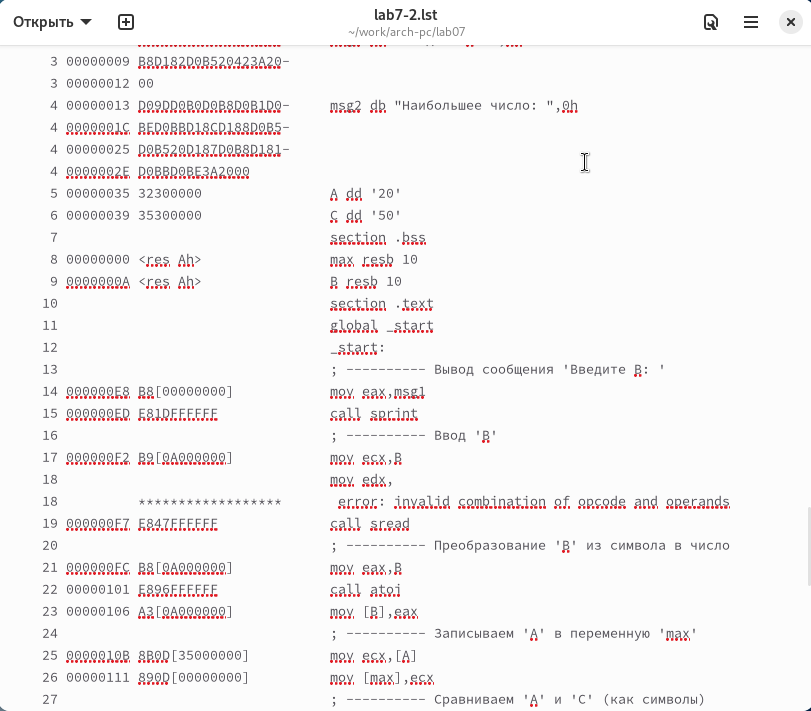 Открыть
lab7-2.lst
~/work/arch-pc/lab07
3 00000009 B8D182D0B520423A20-
3 00000012 00
4 00000013 D09DD0B0D0B8D0B1D0- msg2 db "Наибольшее число: ",0h
4 0000001C BED0BBD18CD188D0B5-
4 00000025 D0B520D187D0B8D181-
4 0000002E D0BBD0BE3A2000
5 00000035 32300000 A dd '20'
6 00000039 35300000 C dd '50'
7 section .bss
8 00000000 <res Ah> max resb 10
9 0000000A <res Ah> B resb 10
10 section .text
11 global _start
12 _start:
13 ; ---------- Вывод сообщения 'Введите B: '
14 000000E8 B8[00000000] mov eax,msg1
15 000000ED E81DFFFFFF call sprint
16 ; ---------- Ввод 'B'
17 000000F2 B9[0A000000] mov ecx,B
18 mov edx,
18 ****************** error: invalid combination of opcode and operands
19 000000F7 E847FFFFFF call sread
20 ; ---------- Преобразование 'B' из символа в число
21 000000FC B8[0A000000] mov eax,B
22 00000101 E896FFFFFF call atoi
23 00000106 A3[0A000000] mov [B],eax
24 ; ---------- Записываем 'A' в переменную 'max'
25 0000010B 8B0D[35000000] mov ecx,[A]
26 00000111 890D[00000000] mov [max],ecx
27 ; ---------- Сравниваем 'A' и 'С' (как символы)